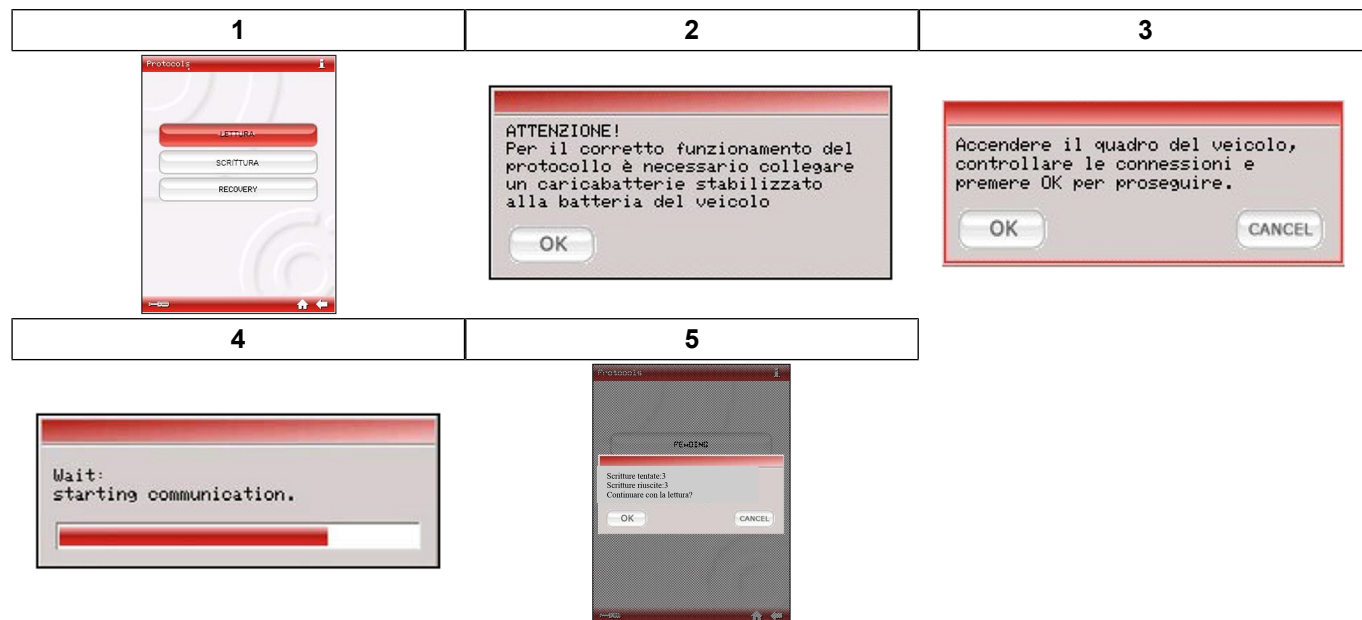 1
2
3
Protocols
i
LETTURA
SCRITTURA
RECOVERY
ATTENZIONE!
Per il corretto funzionamento del
protocollo è necessario collegare
un caricabatterie stabilizzato
alla batteria del veicolo
OK
Accendere il quadro del veicolo,
controllare le connessioni e
premere OK per proseguire.
OK
CANCEL
4
5
Wait:
starting communication.
Protocols
i
READING
Scritture tentate:3
Scritture riuscite:3
Continuare con la lettura?
OK
CANCEL